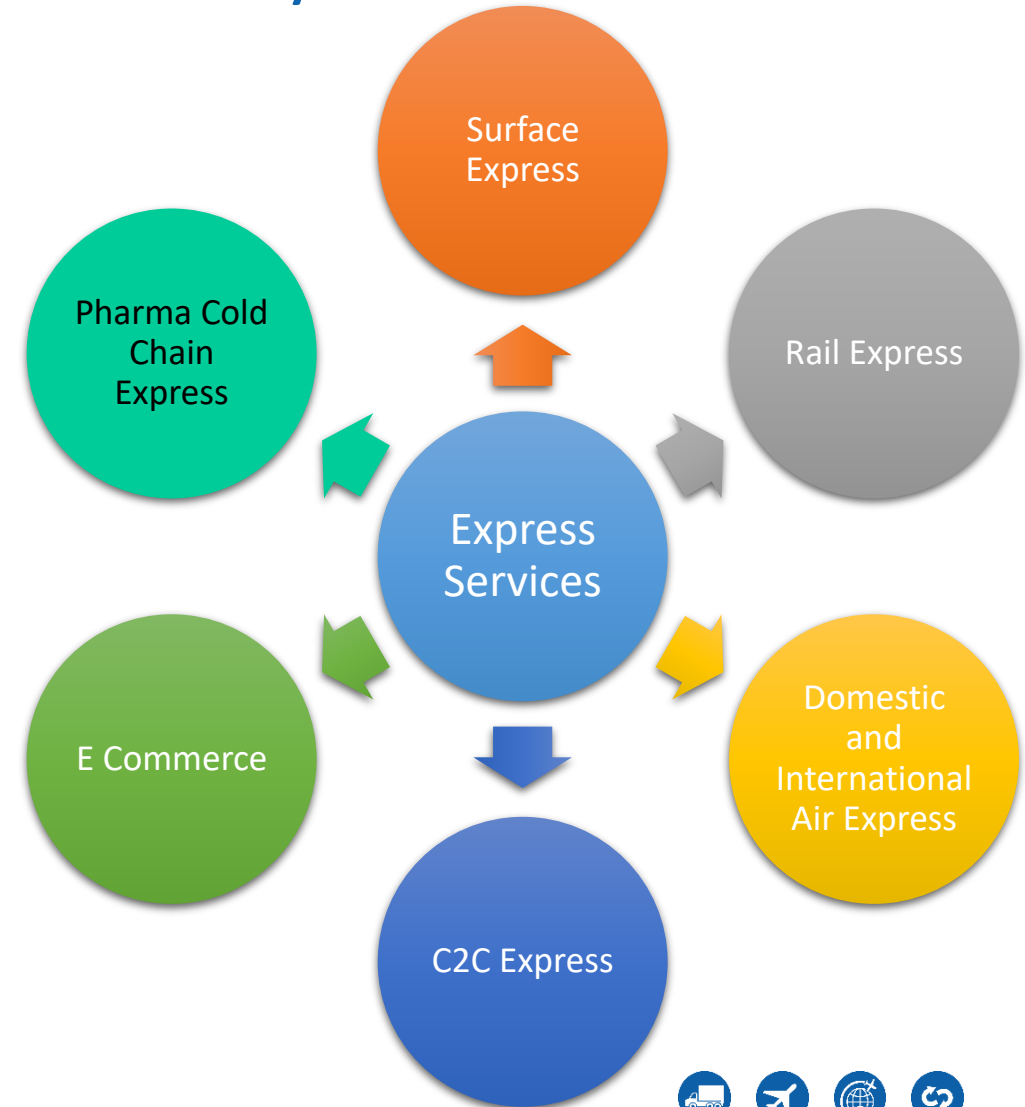 Surface
Express
Pharma Cold
Chain
Express
Rail Express
Express
Services
E Commerce
Domestic
and
International
Air Express
C2C Express